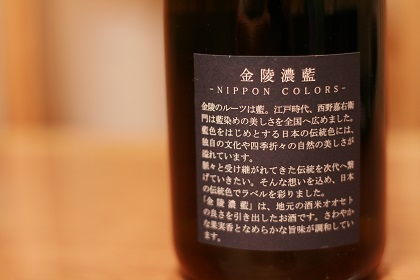 金陵濃藍
-NIPPON COLORS-
金陵のルーツは藍。江戸時代、西野嘉右衛
門は藍染めの美しさを全国へ広めました。
藍色をはじめとする日本の伝統色には、
独自の文化や四季折々の自然の美しさが
溢れています。
脈々と受け継がれてきた伝統を次代へ繋
げていきたい。そんな想いを込め、日本
の伝統色でラベルを彩りました。
「金陵濃藍」は、地元の酒米オオセト
の良さを引き出したお酒です。さわやか
な果実香となめらかな旨味が調和してい
ます。